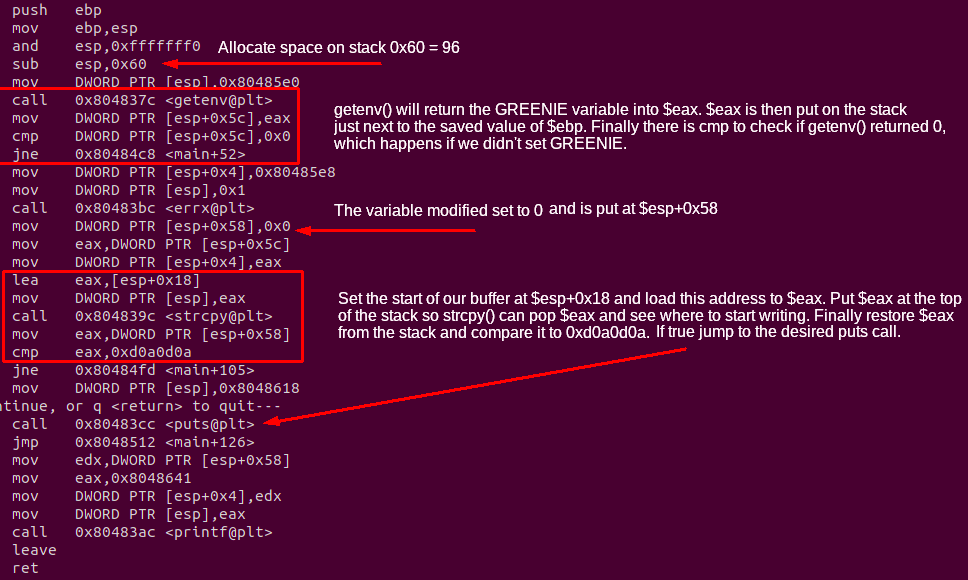 push ebp
mov ebp,esp
and esp,0xfffffff0 Allocate space on stack 0x60 = 96
sub esp,0x60
mov DWORD PTR [esp],0x80485e0
call 0x804837c <getenv@plt>
mov DWORD PTR [esp+0x5c],eax
cmp DWORD PTR [esp+0x5c],0x0
jne 0x80484c8 <main+52>
getenv() will return the GREENIE variable into $eax. $eax is then put on the stack
just next to the saved value of $ebp. Finally there is cmp to check if getenv() returned 0,
which happens if we didn't set GREENIE.
mov DWORD PTR [esp+0x4],0x80485e8
mov DWORD PTR [esp],0x1
call 0x80483bc <errx@plt>
mov DWORD PTR [esp+0x58],0x0
The variable modified set to 0 and is put at $esp+0x58
mov eax,DWORD PTR [esp+0x5c]
mov DWORD PTR [esp+0x4],eax
lea eax,[esp+0x18]
mov DWORD PTR [esp],eax
call 0x804839c <strcpy@plt>
mov eax,DWORD PTR [esp+0x58]
cmp eax,0xd0a0d0a
Set the start of our buffer at $esp+0x18 and load this address to $eax. Put $eax at the top
of the stack so strcpy() can pop $eax and see where to start writing. Finally restore $eax
from the stack and compare it to 0xd0a0d0a. If true jump to the desired puts call.
jne 0x80484fd <main+105>
mov DWORD PTR [esp],0x8048618
ntinue, or q <return> to quit---
call 0x80483cc <puts@plt>
jmp 0x8048512 <main+126>
mov edx,DWORD PTR [esp+0x58]
mov eax,0x8048641
mov DWORD PTR [esp+0x4],edx
mov DWORD PTR [esp],eax
call 0x80483ac <printf@plt>
leave
ret